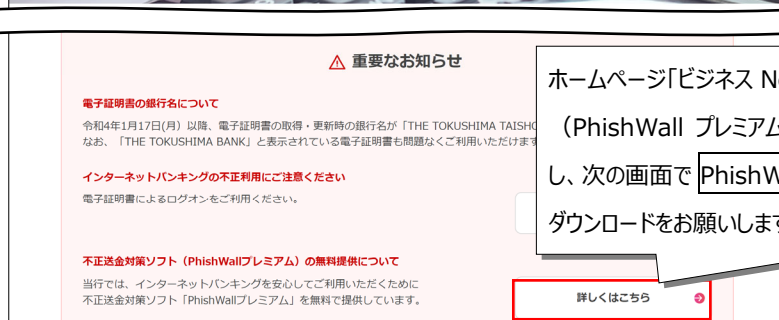 重要なお知らせ
電子証明書の銀行名について
令和4年1月17日(月）以降、電子証明書の取得・更新時の銀行名が「THE TOKUSHIMA TAISHO
なお、「THE TOKUSHIMA BANK」と表示されている電子証明書も問題なくご利用いただけます
インターネットバンキングの不正利用にご注意ください
電子証明書によるログオンをご利用ください。
不正送金対策ソフト（PhishWallプレミアム）の無料提供について
当行では、インターネットバンキングを安心してご利用いただくために
不正送金対策ソフト「PhishWallプレミアム」を無料で提供しています。
詳しくはこちら
ホームページ「ビジネス N
（PhishWall プレミアム
し、次の画面で PhishW
ダウンロードをお願いします